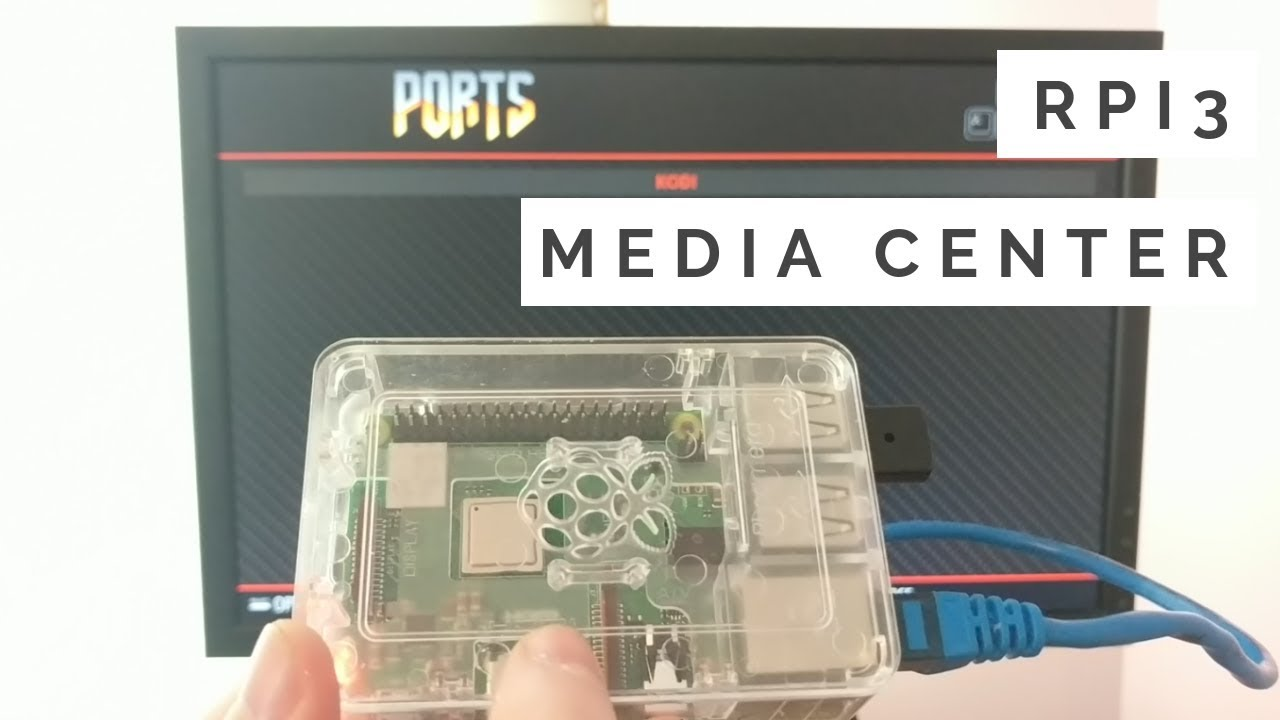 PORTS
RPI3
KODI
MEDIA CENTER
DISPLAY